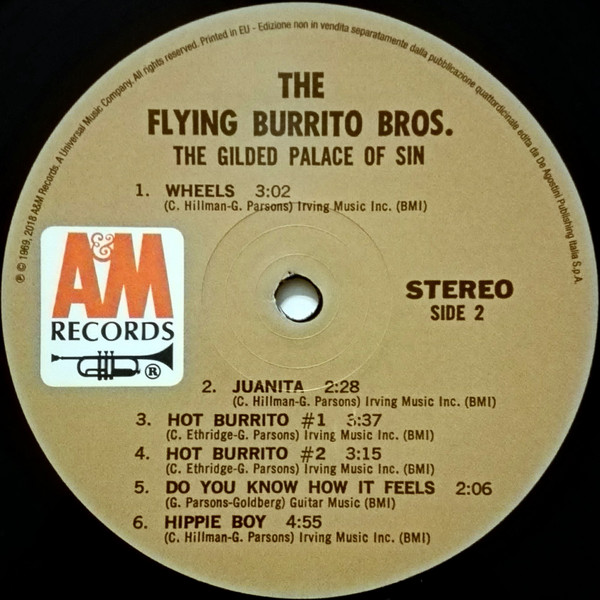 ℗ © 1969, 2018 A&M Records. A Universal Music Company. All rights reserved. Printed in EU - Edizione non in vendita separatamente dalla pubblicazione quattordicinale edita da De Agostini Publishing Italia S.p.A.
THE
FLYING BURRITO BROS.
THE GILDED PALACE OF SIN
1. WHEELS 3:02
(C. Hillman-G. Parsons) Irving Music Inc. (BMI)
A&M
RECORDS
®
STEREO
SIDE 2
2. JUANITA 2:28
(C. Hillman-G. Parsons) Irving Music Inc. (BMI)
3. HOT BURRITO #1 3:37
(C. Ethridge-G. Parsons) Irving Music Inc. (BMI)
4. HOT BURRITO #2 3:15
(C. Ethridge-G. Parsons) Irving Music Inc. (BMI)
5. DO YOU KNOW HOW IT FEELS 2:06
(G. Parsons-Goldberg) Guitar Music (BMI)
6. HIPPIE BOY 4:55
(C. Hillman-G. Parsons) Irving Music Inc. (BMI)